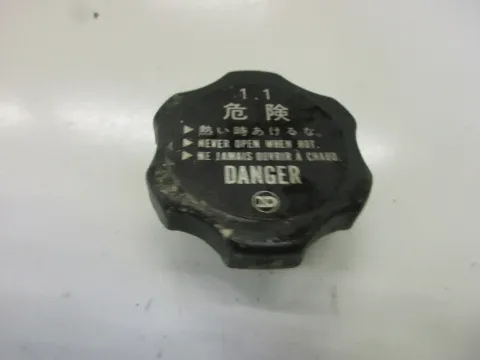 1.1
危険
▶熱い時あけるな。
▶NEVER OPEN WHEN HOT.
▶NE JAMAIS OUVRIR À CHAUD.
DANGER